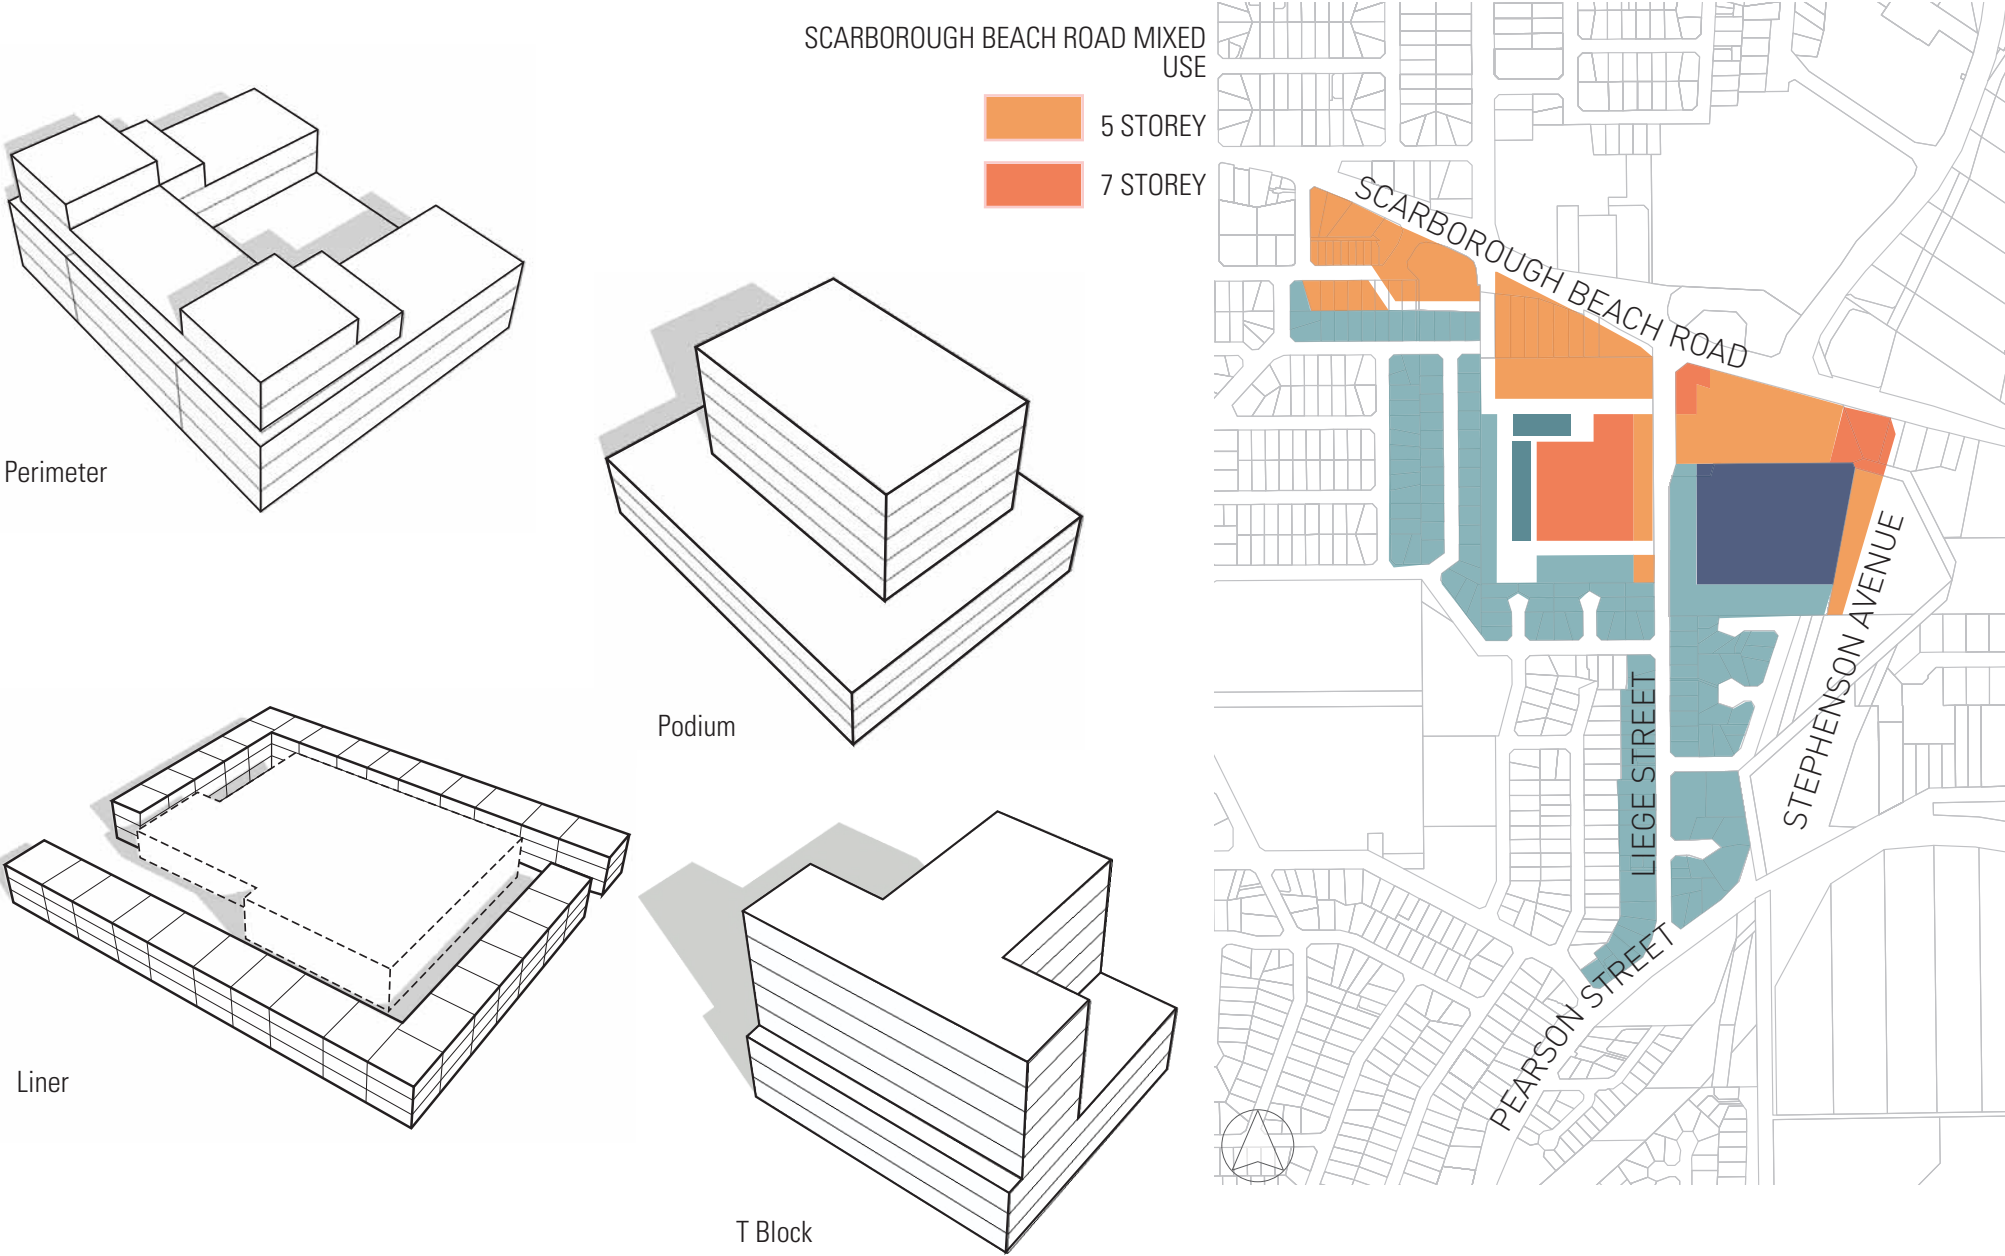 SCARBOROUGH BEACH ROAD MIXED
USE
5 STOREY
7 STOREY
Perimeter
Podium
Liner
T Block
SCARBOROUGH BEACH ROAD
STEPHENSON AVENUE
LIEGE STREET
PEARSON STREET